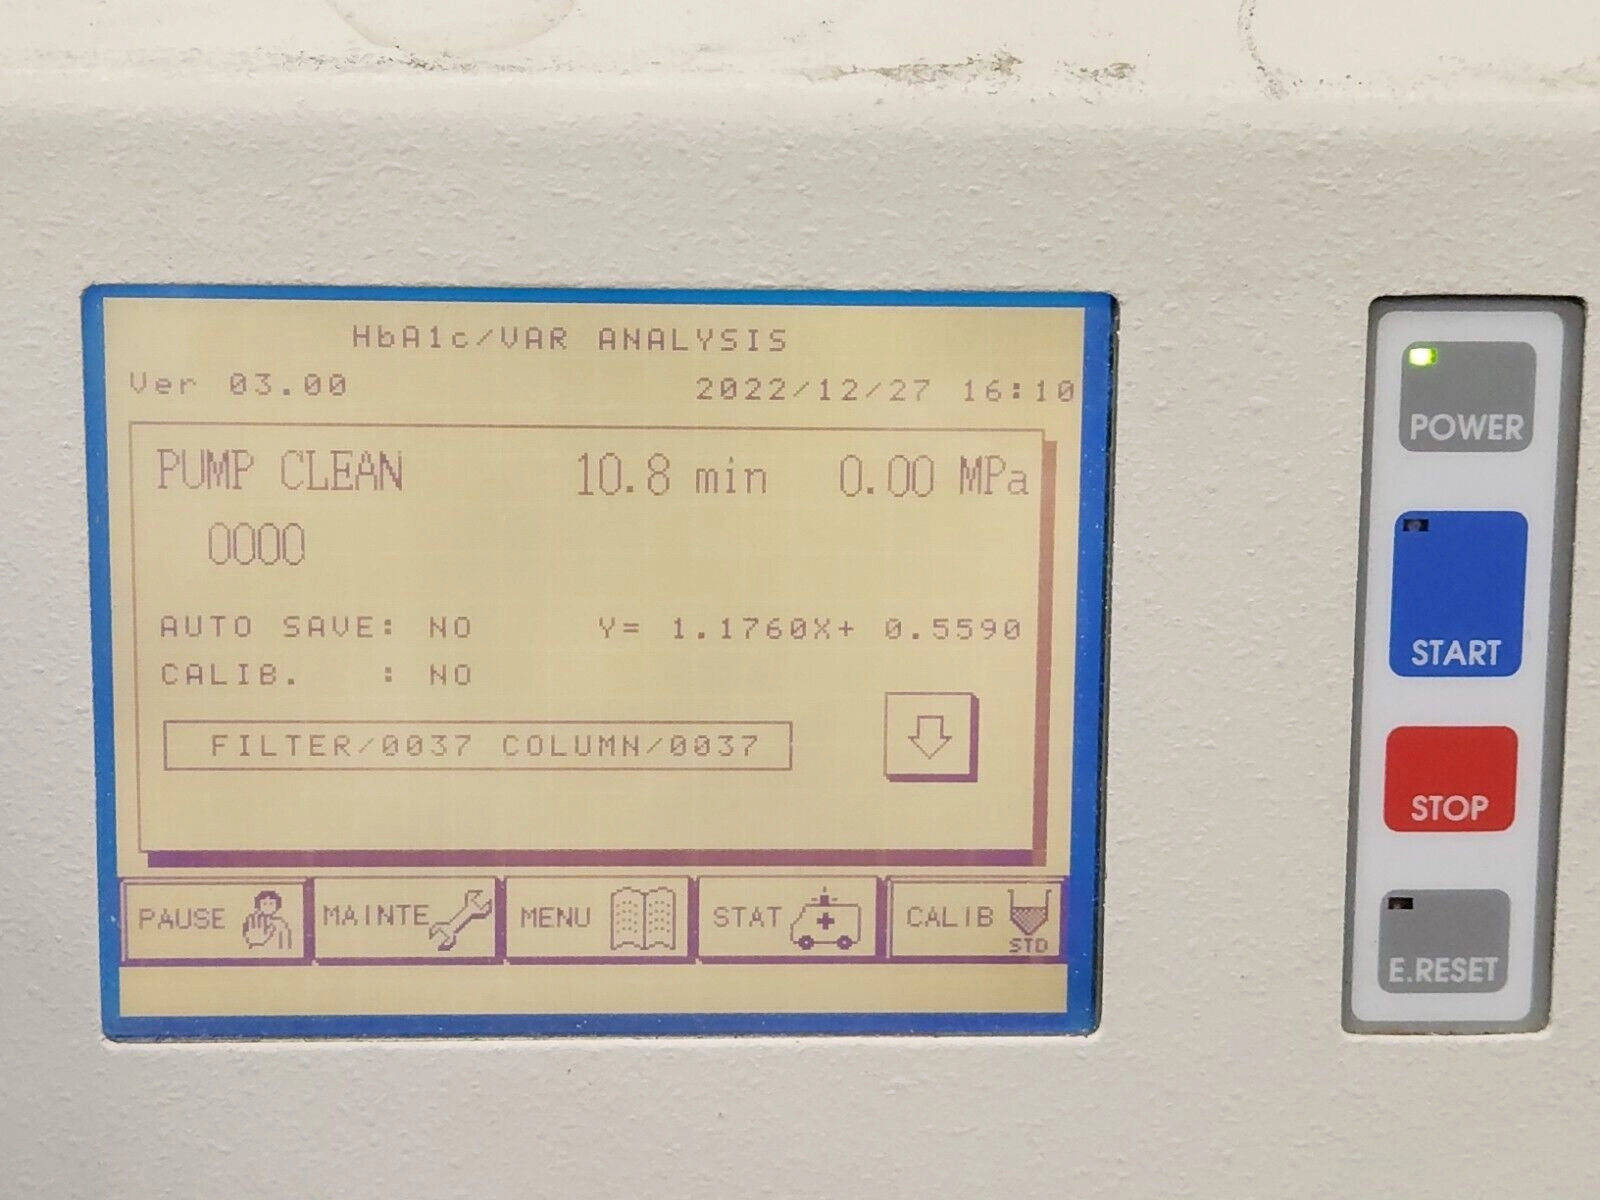 HbA1c/VAR ANALYSIS
Ver 03.00 2022/12/27 16:10
PUMP CLEAN 10.8 min 0.00 MPa
0000
AUTO SAVE: NO Y= 1.1760X+ 0.5590
CALIB. : NO
FILTER/0037 COLUMN/0037
PAUSE MAINTE MENU STAT CALIB
STD
POWER
START
STOP
E.RESET